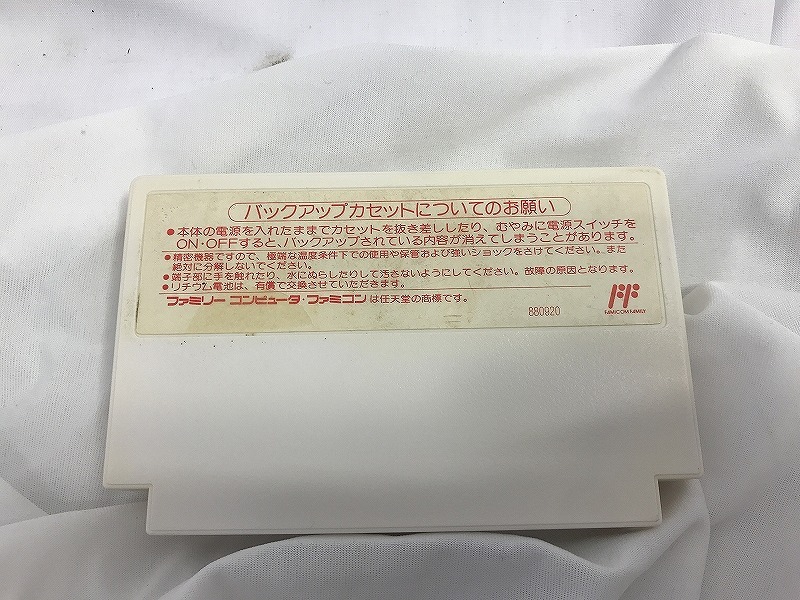 バックアップカセットについてのお願い
●本体の電源を入れたままでカセットを抜き差ししたり、むやみに電源スイッチを
ON・OFFすると、バックアップされている内容が消えてしまうことがあります。
●精密機器ですので、極端な温度条件下での使用や保管および強いショックをさけてください。また
絶対に分解しないでください。
●端子部に手を触れたり、水にぬらしたりして汚さないようにしてください。故障の原因となります。
●リチウム電池は、有償で交換させていただきます。
ファミリーコンピュータ・ファミコンは任天堂の商標です。
880920
FF
FAMICOM FAMILY